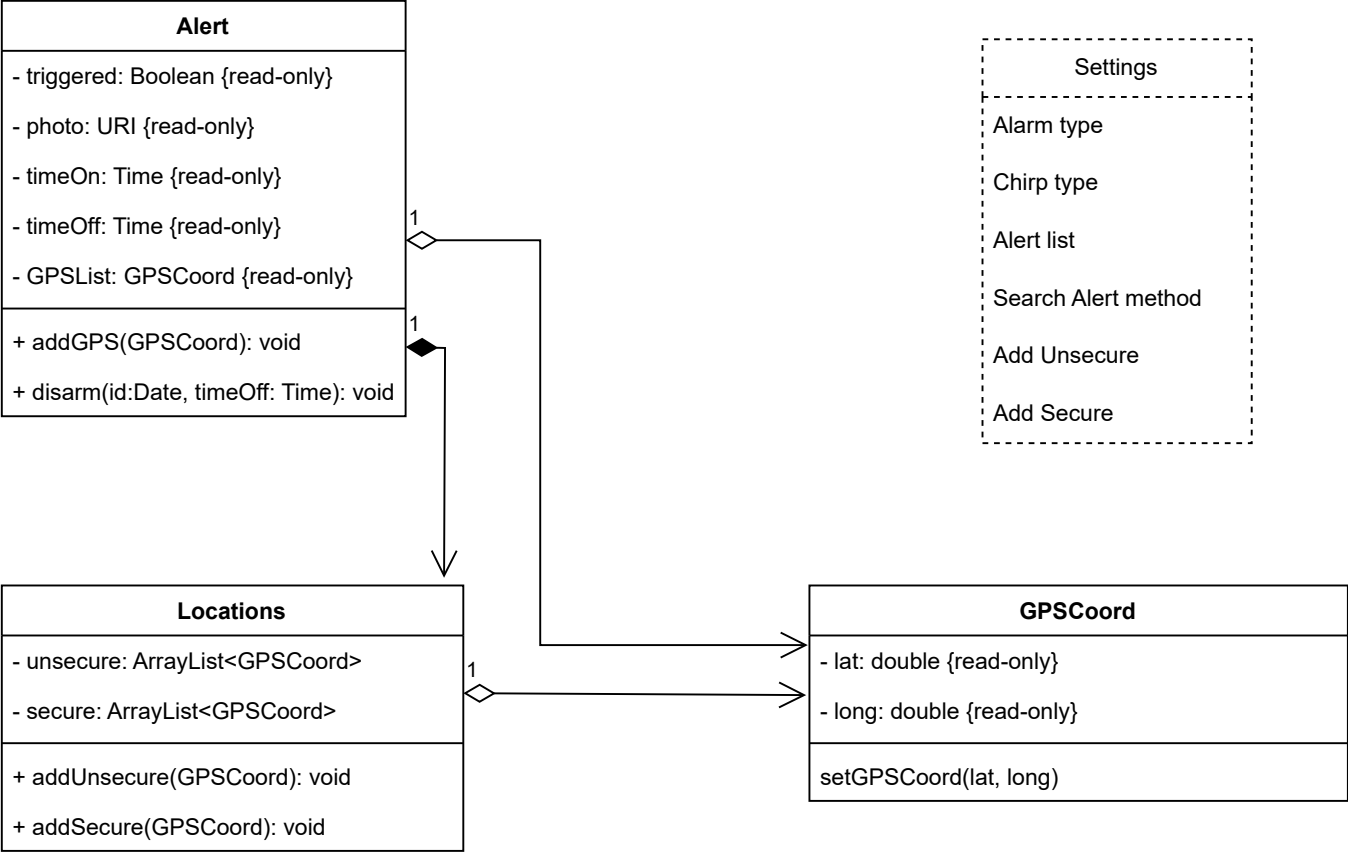 Alert
- triggered: Boolean {read-only}
- photo: URI {read-only}
- timeOn: Time {read-only}
- timeOff: Time {read-only}
- GPSList: GPSCoord {read-only}
+ addGPS(GPSCoord): void
+ disarm(id:Date, timeOff: Time): void
1
1
Settings
Alarm type
Chirp type
Alert list
Search Alert method
Add Unsecure
Add Secure
Locations
- unsecure: ArrayList<GPSCoord>
- secure: ArrayList<GPSCoord>
+ addUnsecure(GPSCoord): void
+ addSecure(GPSCoord): void
1
GPSCoord
- lat: double {read-only}
- long: double {read-only}
setGPSCoord(lat, long)